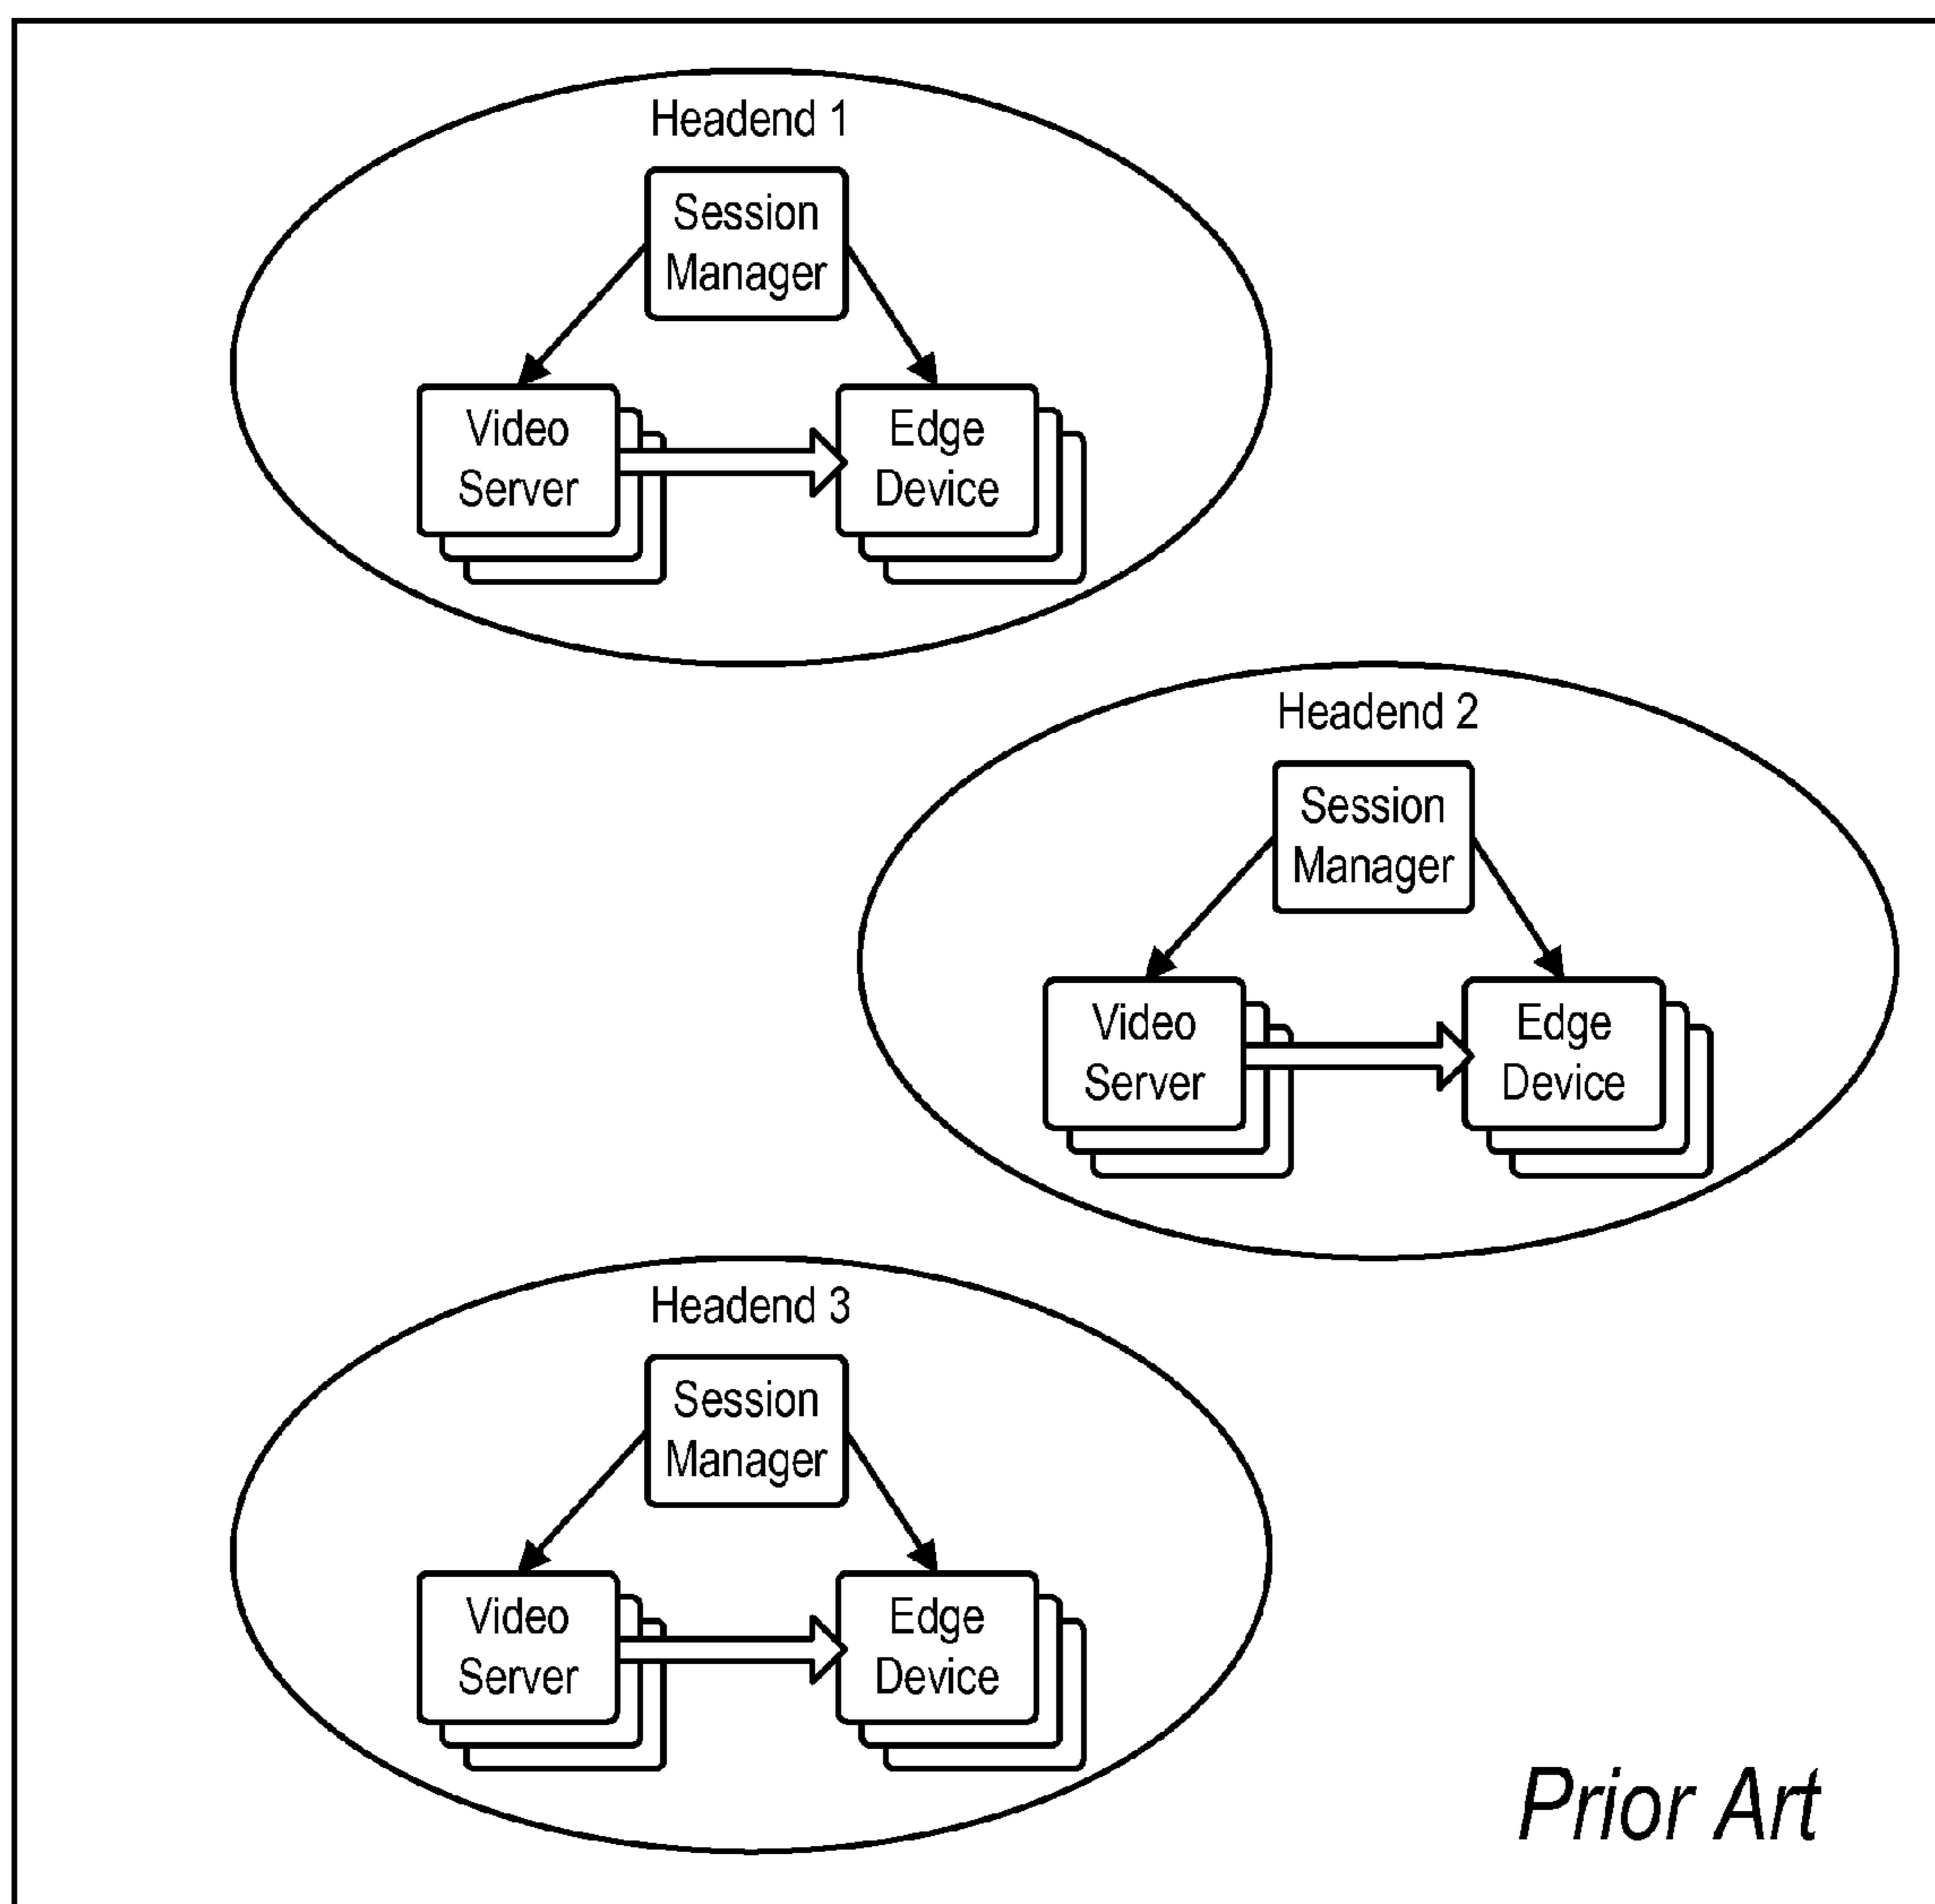 Headend 1
Session
Manager
Video
Server
Edge
Device
Headend 2
Session
Manager
Video
Server
Edge
Device
Headend 3
Session
Manager
Video
Server
Edge
Device
Prior Art